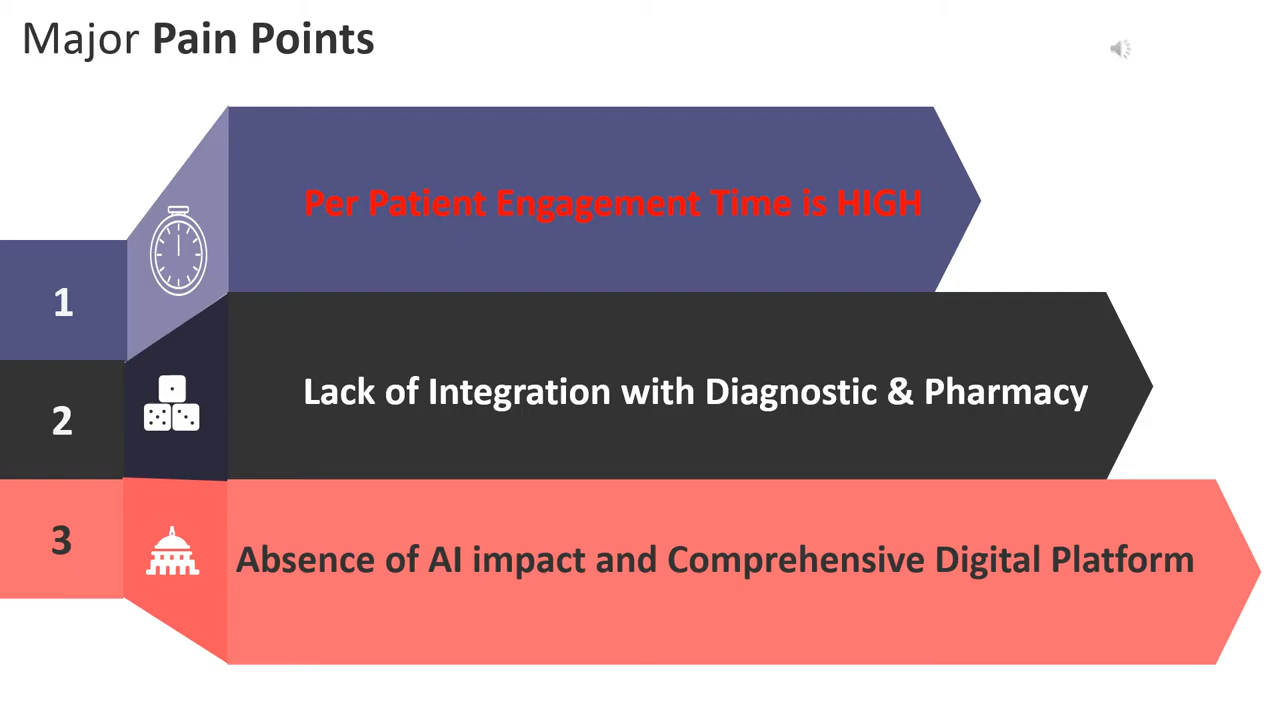 Major Pain Points
1
Per Patient Engagement Time is HIGH
2
Lack of Integration with Diagnostic & Pharmacy
3
Absence of AI impact and Comprehensive Digital Platform